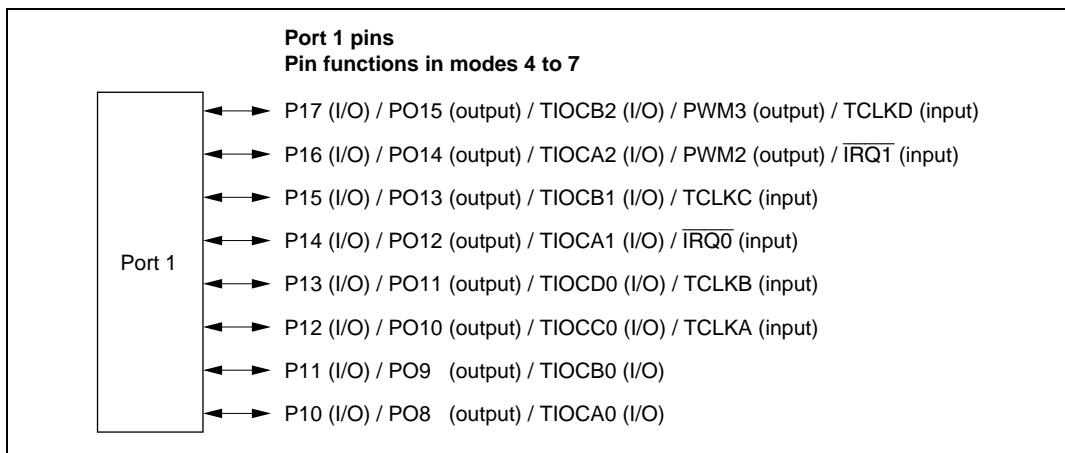 Port 1 pins
Pin functions in modes 4 to 7
P17 (I/O) / PO15 (output) / TIOCB2 (I/O) / PWM3 (output) / TCLKD (input)
P16 (I/O) / PO14 (output) / TIOCA2 (I/O) / PWM2 (output) / I̅R̅Q̅1̅ (input)
P15 (I/O) / PO13 (output) / TIOCB1 (I/O) / TCLKC (input)
P14 (I/O) / PO12 (output) / TIOCA1 (I/O) / I̅R̅Q̅0̅ (input)
Port 1
P13 (I/O) / PO11 (output) / TIOCD0 (I/O) / TCLKB (input)
P12 (I/O) / PO10 (output) / TIOCC0 (I/O) / TCLKA (input)
P11 (I/O) / PO9 (output) / TIOCB0 (I/O)
P10 (I/O) / PO8 (output) / TIOCA0 (I/O)